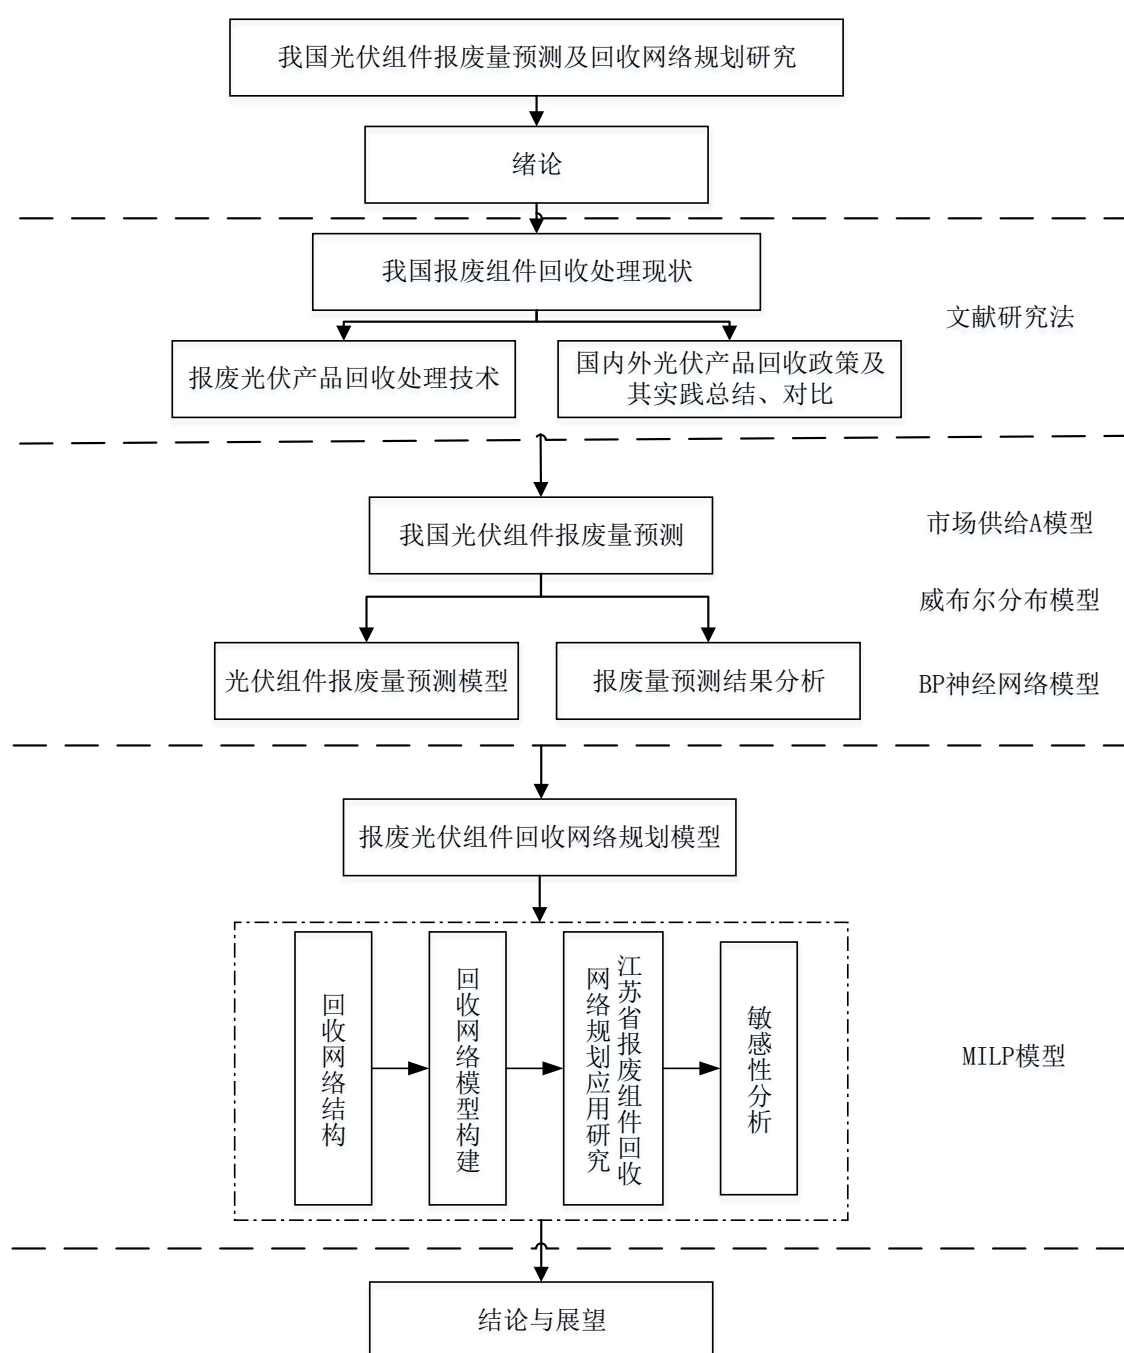 我国光伏组件报废量预测及回收网络规划研究
绪论
我国报废组件回收处理现状
文献研究法
报废光伏产品回收处理技术
国内外光伏产品回收政策及
其实践总结、对比
我国光伏组件报废量预测
市场供给A模型
威布尔分布模型
光伏组件报废量预测模型
报废量预测结果分析
BP神经网络模型
报废光伏组件回收网络规划模型
回收网络结构
回收网络模型构建
江苏省报废组件回收
网络规划应用研究
敏感性分析
MILP模型
结论与展望